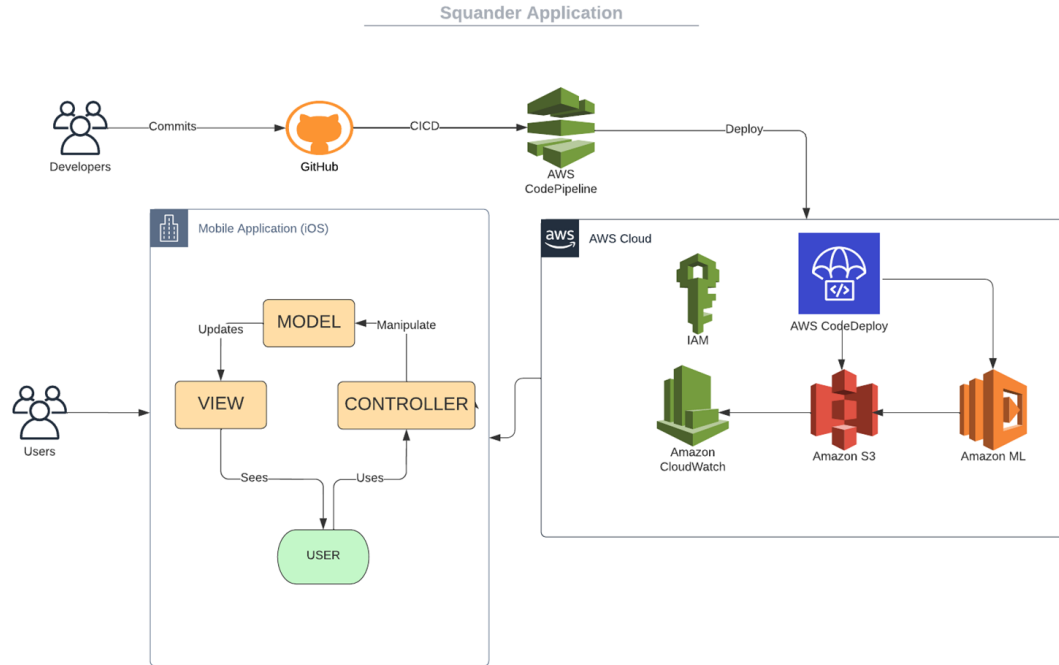 Squander Application
Commits
CICD
Deploy
Developers
GitHub
AWS
CodePipeline
Mobile Application (iOS)
aws
AWS Cloud
MODEL
Updates
Manipulate
VIEW
CONTROLLER
IAM
</>
AWS CodeDeploy
Users
Amazon
CloudWatch
Amazon S3
Amazon ML
Sees
Uses
USER